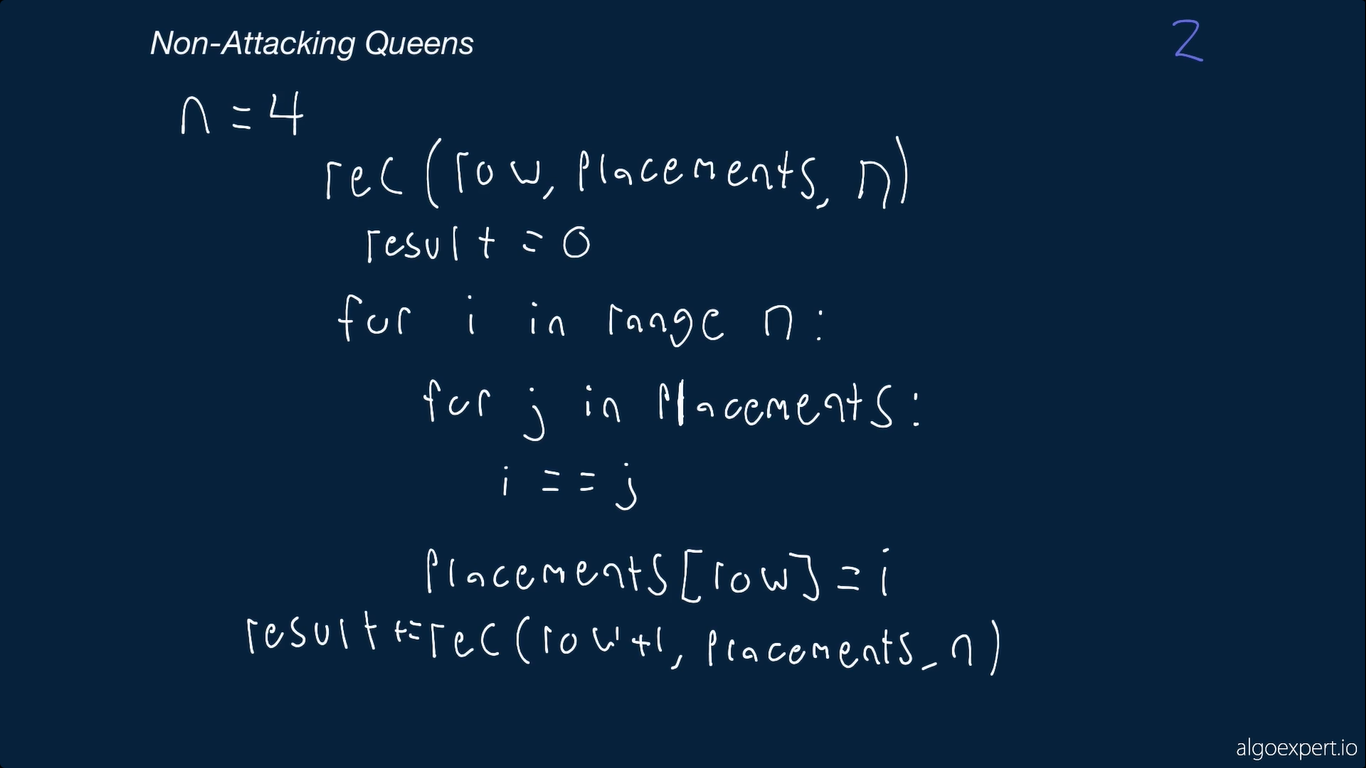 Non-Attacking Queens
2
n = 4
rec(row, placements, n)
result = 0
for i in range n:
for j in placements:
i == j
placements[row] = i
result += rec(row+1, placements, n)
algoexpert.io